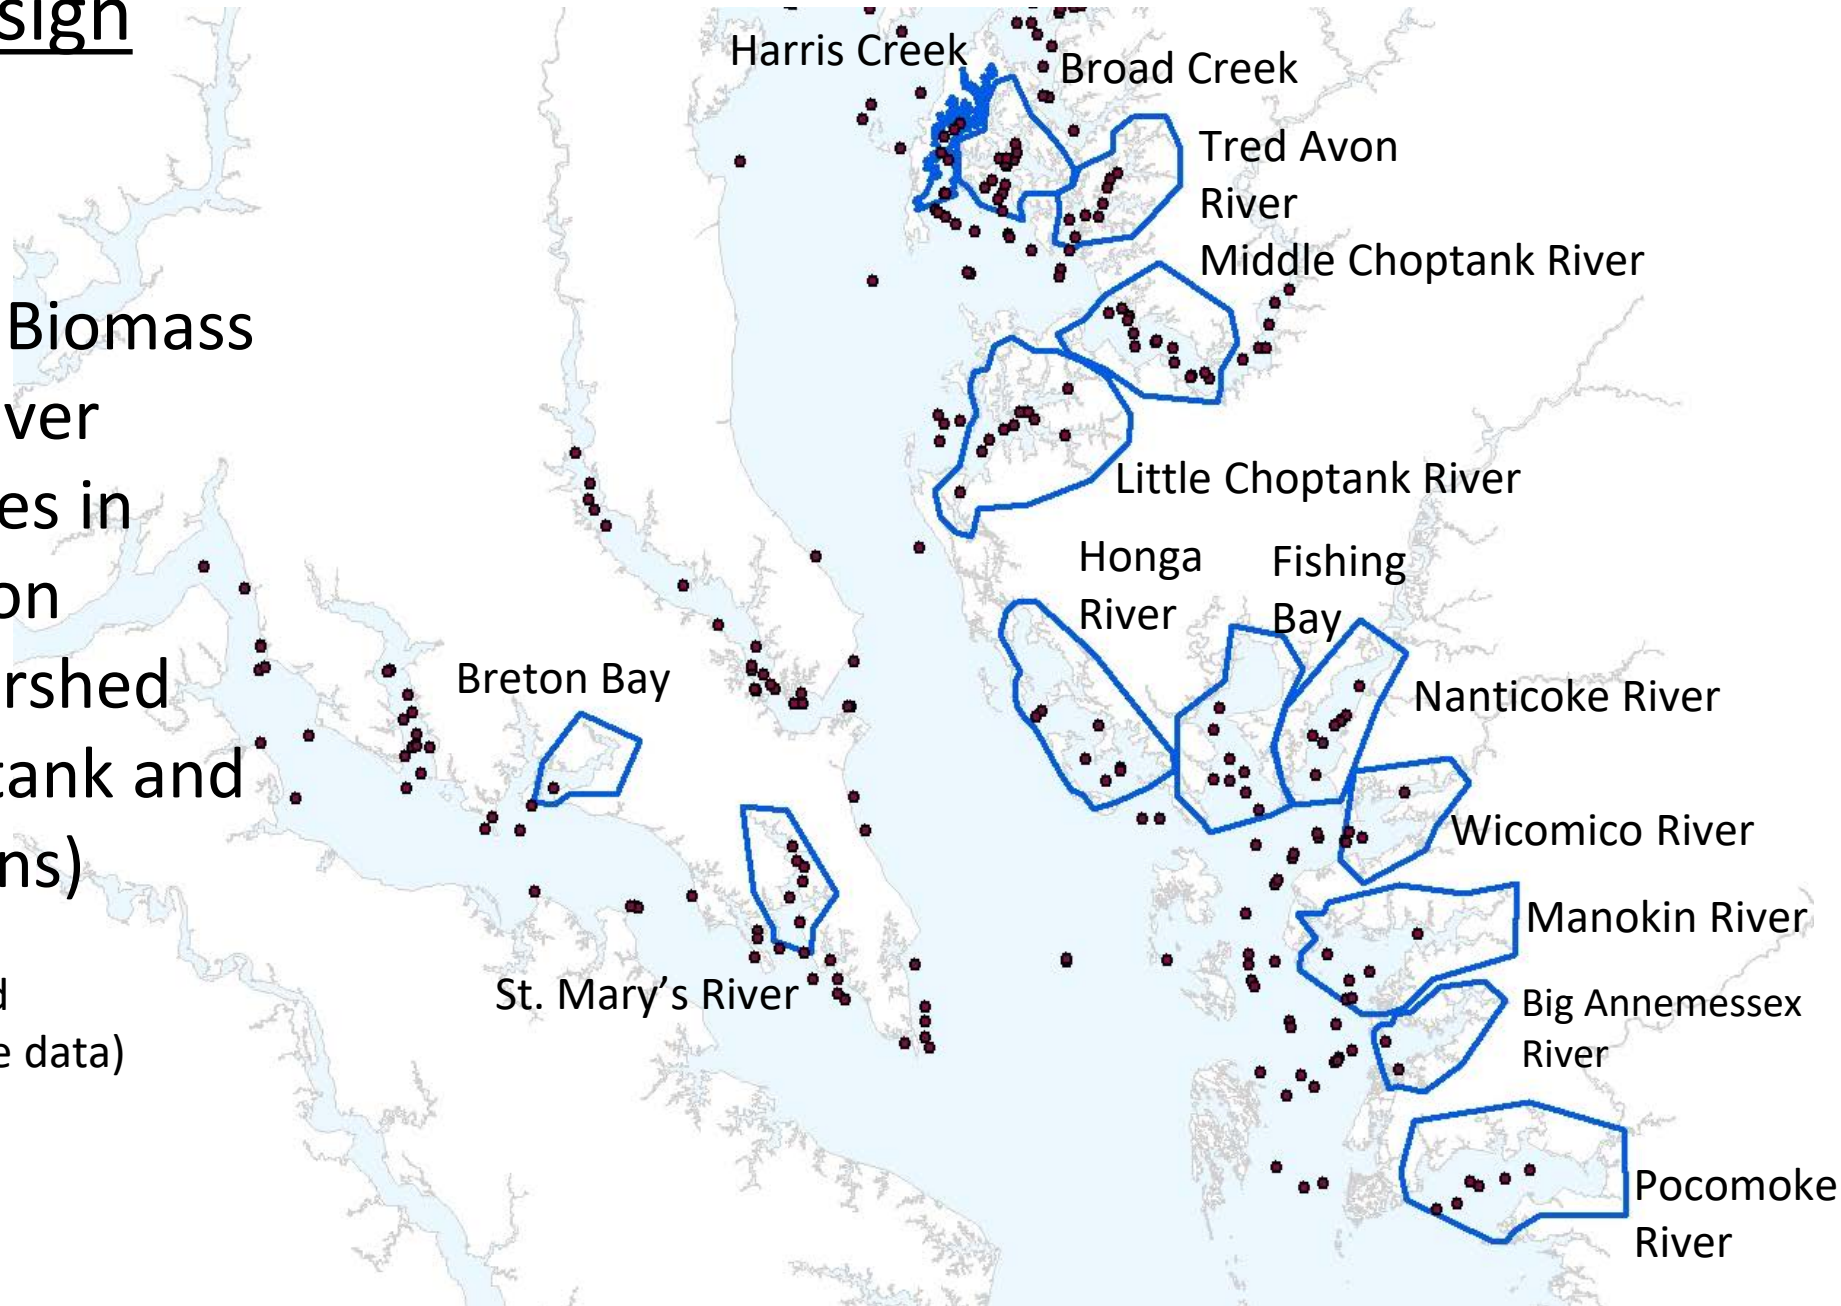 sign
Biomass
ver
es in
on
rshed
tank and
ns)
d
e data)
Harris Creek
Broad Creek
Tred Avon
River
Middle Choptank River
Little Choptank River
Honga
River
Fishing
Bay
Nanticoke River
Breton Bay
Wicomico River
Manokin River
St. Mary’s River
Big Annemessex
River
Pocomoke
River